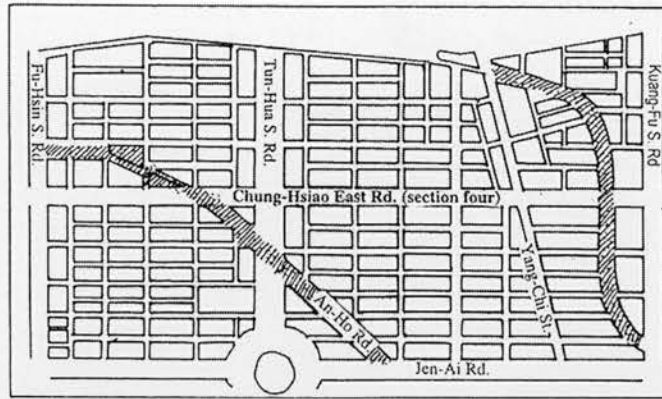 Fu-Hsin S. Rd.
Tun-Hua S. Rd.
Kuang-Fu S. Rd
Chung-Hsiao East Rd. (section four)
Yang-Chi St.
An-Ho Rd.
Jen-Ai Rd.